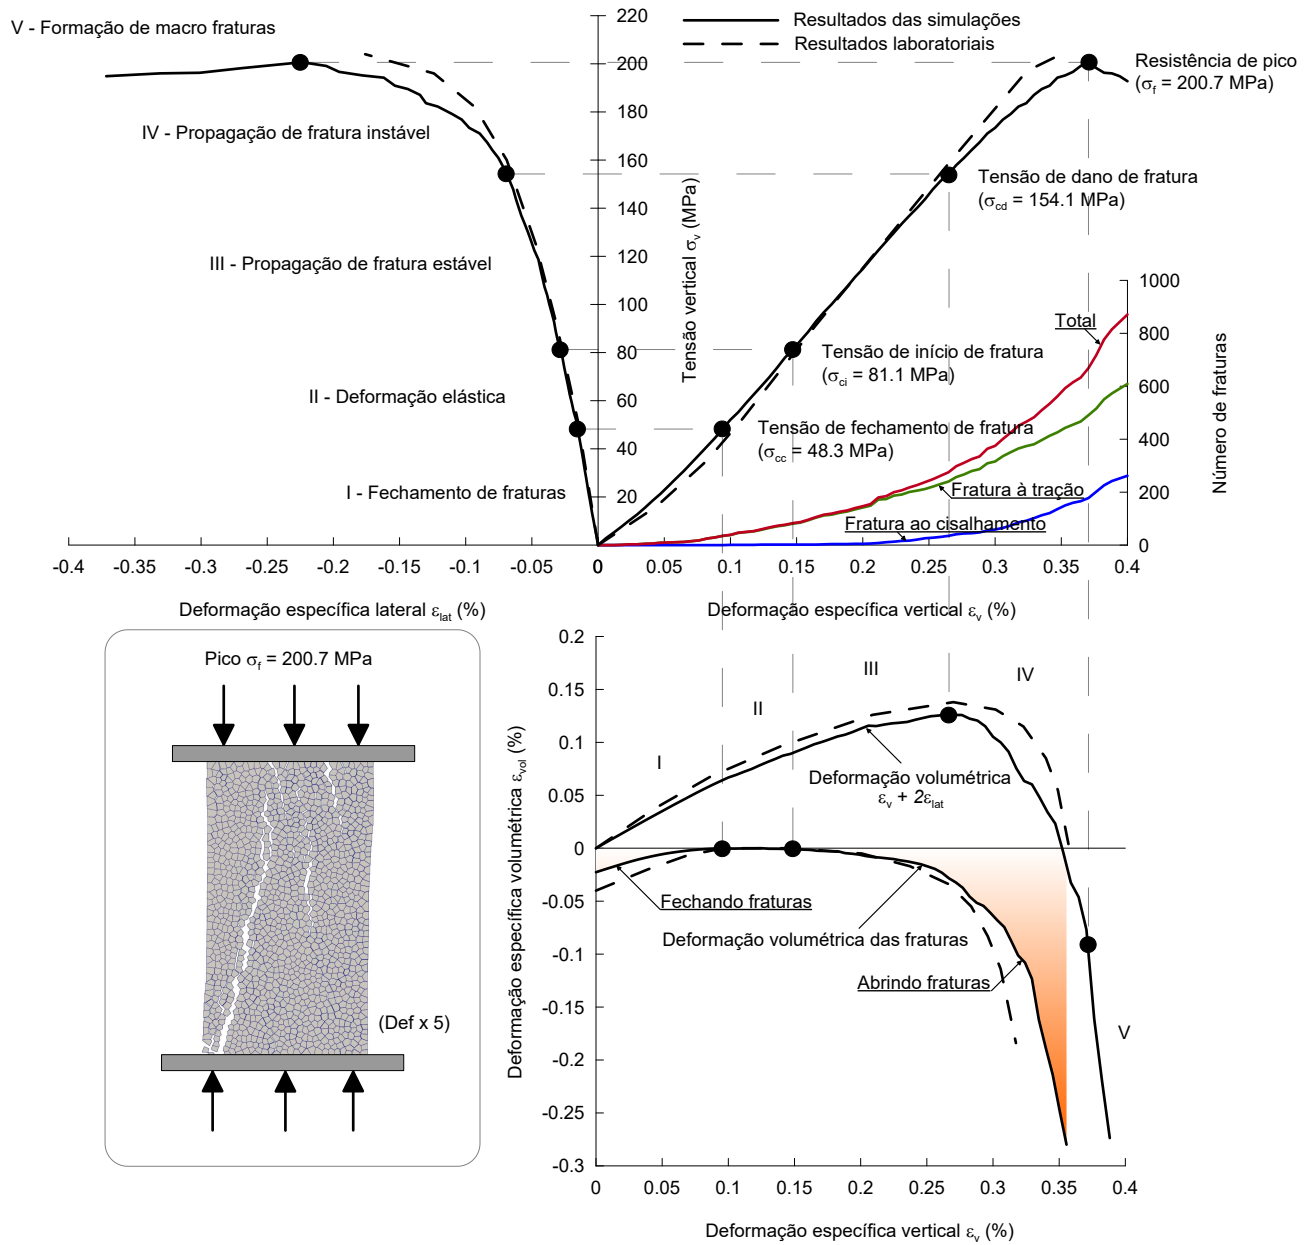 V - Formação de macro fraturas
220
Resultados das simulações
Resultados laboratoriais
200
Resistência de pico
(σf = 200.7 MPa)
180
IV - Propagação de fratura instável
160
Tensão de dano de fratura
(σcd = 154.1 MPa)
140
120
III - Propagação de fratura estável
100
Tensão vertical σv (MPa)
80
Tensão de início de fratura
(σci = 81.1 MPa)
60
II - Deformação elástica
40
Tensão de fechamento de fratura
(σcc = 48.3 MPa)
20
I - Fechamento de fraturas
1000
800
600
400
200
0
Número de fraturas
Total
Fratura à tração
Fratura ao cisalhamento
-0.4 -0.35 -0.3 -0.25 -0.2 -0.15 -0.1 -0.05 0 0.05 0.1 0.15 0.2 0.25 0.3 0.35 0.4
Deformação específica lateral εlat (%)
Deformação específica vertical εv (%)
Pico σf = 200.7 MPa
(Def x 5)
0.2
0.15
0.1
0.05
0
-0.05
-0.1
-0.15
-0.2
-0.25
-0.3
Deformação específico volumétrica εvol (%)
I
II
III
IV
V
Deformação volumétrica
εv + 2εlat
Fechando fraturas
Deformação volumétrica das fraturas
Abrindo fraturas
0 0.05 0.1 0.15 0.2 0.25 0.3 0.35 0.4
Deformação específica vertical εv (%)